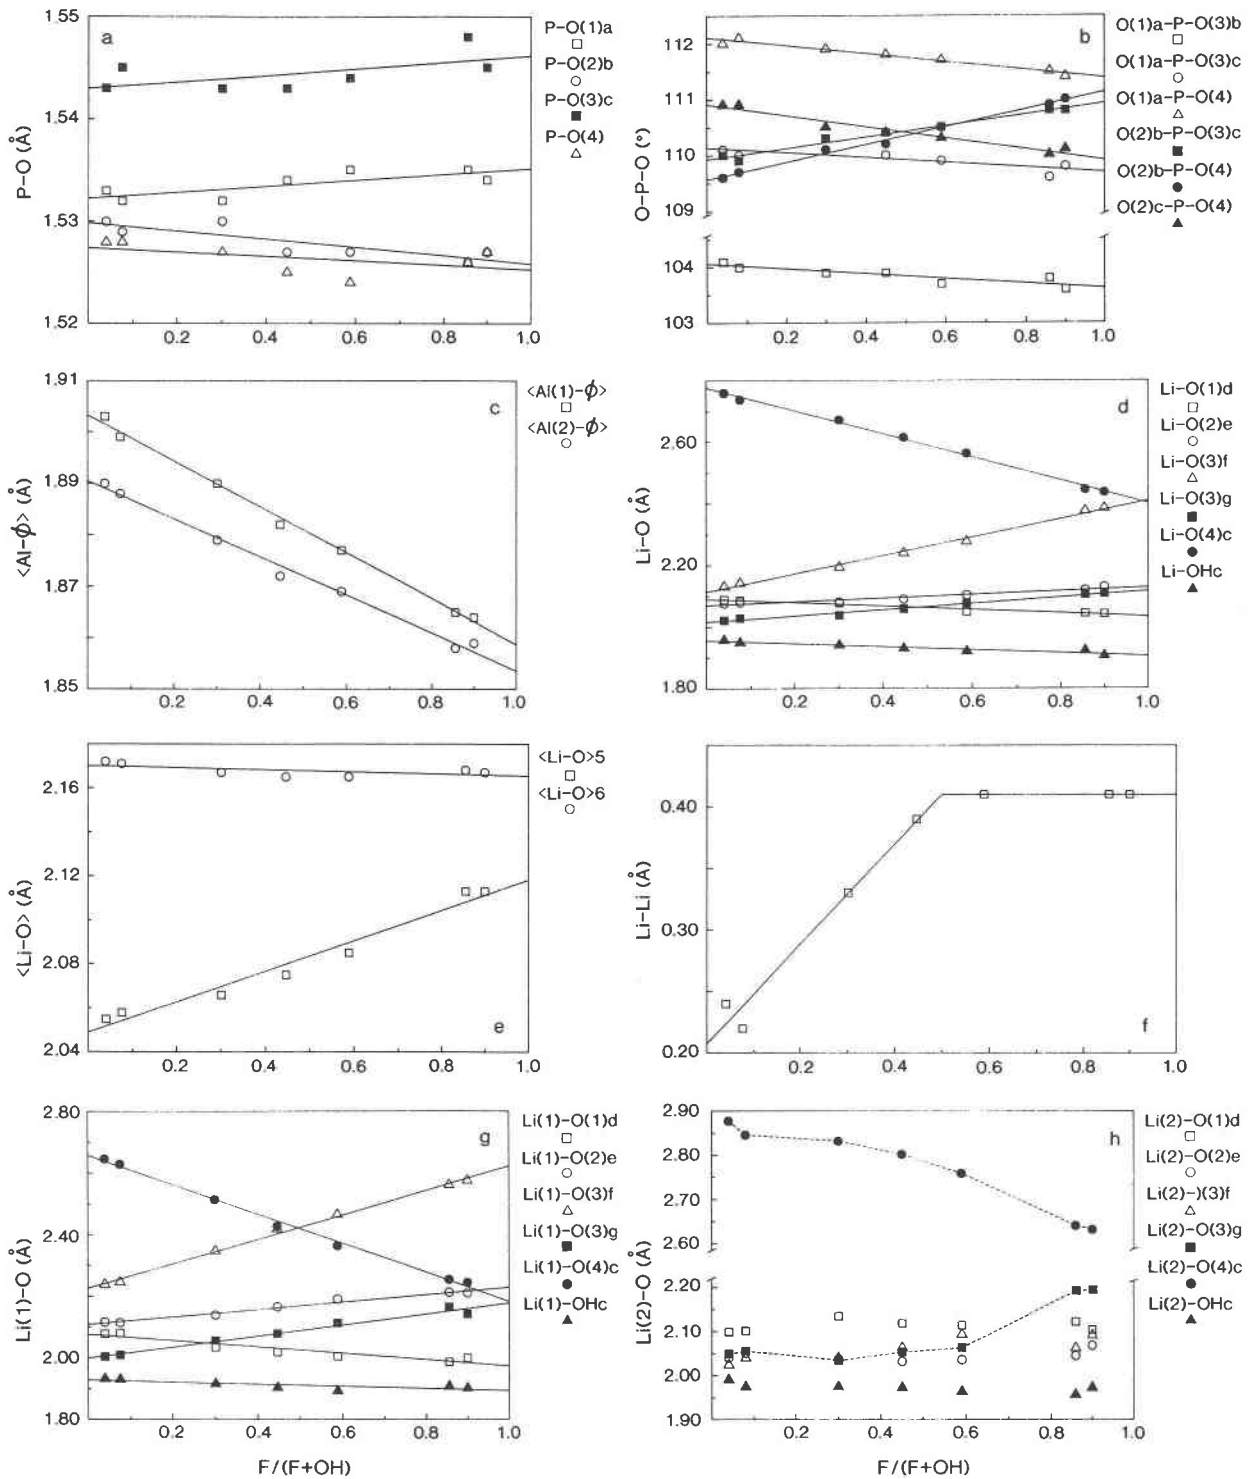 1.55
1.54
1.53
1.52
P-O (Å)
a
0.2 0.4 0.6 0.8 1.0
P-O(1)a
P-O(2)b
P-O(3)c
P-O(4)
112
111
110
109
104
103
O-P-O (°)
b
0.2 0.4 0.6 0.8 1.0
O(1)a-P-O(3)b
O(1)a-P-O(3)c
O(1)a-P-O(4)
O(2)b-P-O(3)c
O(2)b-P-O(4)
O(2)c-P-O(4)
1.91
1.89
1.87
1.85
<Al-ϕ> (Å)
c
0.2 0.4 0.6 0.8 1.0
<Al(1)-ϕ>
<Al(2)-ϕ>
2.60
2.20
1.80
Li-O (Å)
d
0.2 0.4 0.6 0.8 1.0
Li-O(1)d
Li-O(2)e
Li-O(3)f
Li-O(3)g
Li-O(4)c
Li-OHc
2.16
2.12
2.08
2.04
<Li-O> (Å)
e
0.2 0.4 0.6 0.8 1.0
<Li-O>5
<Li-O>6
0.40
0.30
0.20
Li-Li (Å)
f
0.2 0.4 0.6 0.8 1.0
2.80
2.40
2.00
1.80
Li(1)-O (Å)
g
0.2 0.4 0.6 0.8 1.0
F/(F+OH)
Li(1)-O(1)d
Li(1)-O(2)e
Li(1)-O(3)f
Li(1)-O(3)g
Li(1)-O(4)c
Li(1)-OHc
2.90
2.80
2.70
2.60
2.20
2.10
2.00
1.90
Li(2)-O (Å)
h
0.2 0.4 0.6 0.8 1.0
F/(F+OH)
Li(2)-O(1)d
Li(2)-O(2)e
Li(2)-)(3)f
Li(2)-O(3)g
Li(2)-O(4)c
Li(2)-OHc